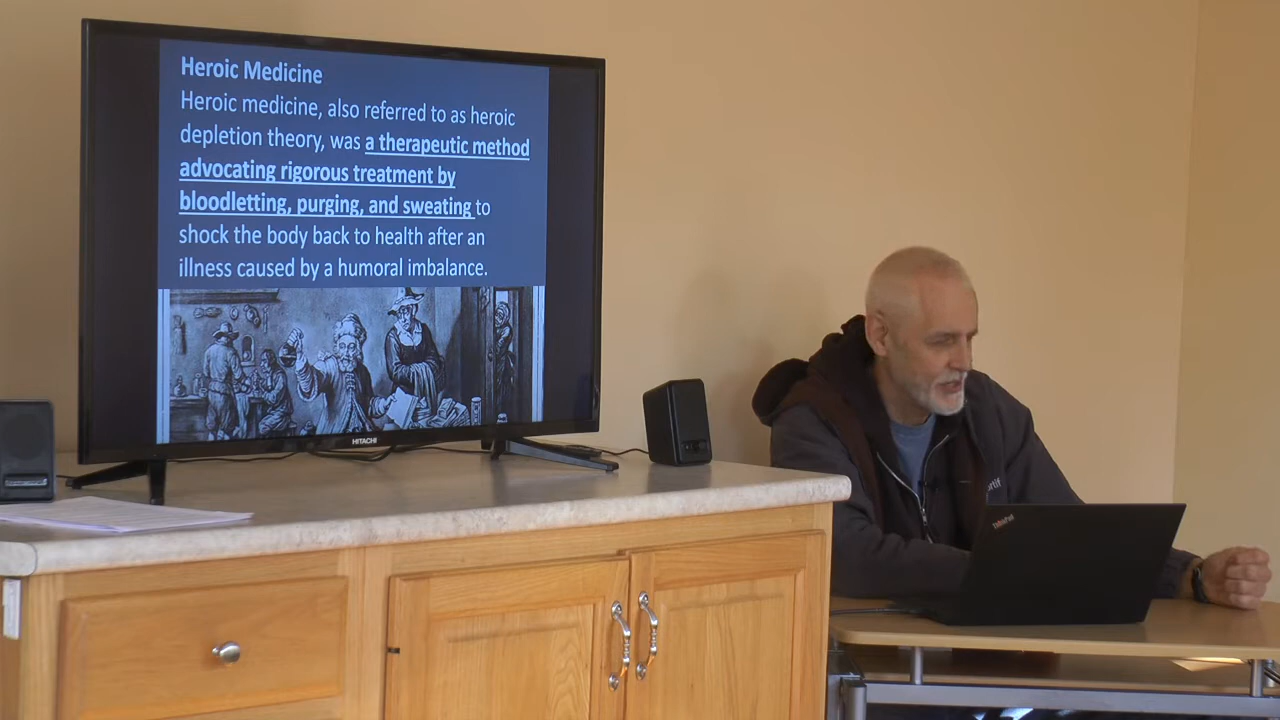 Heroic Medicine
Heroic medicine, also referred to as heroic
depletion theory, was a therapeutic method
advocating rigorous treatment by
bloodletting, purging, and sweating to
shock the body back to health after an
illness caused by a humoral imbalance.
HITACHI
ThinkPad